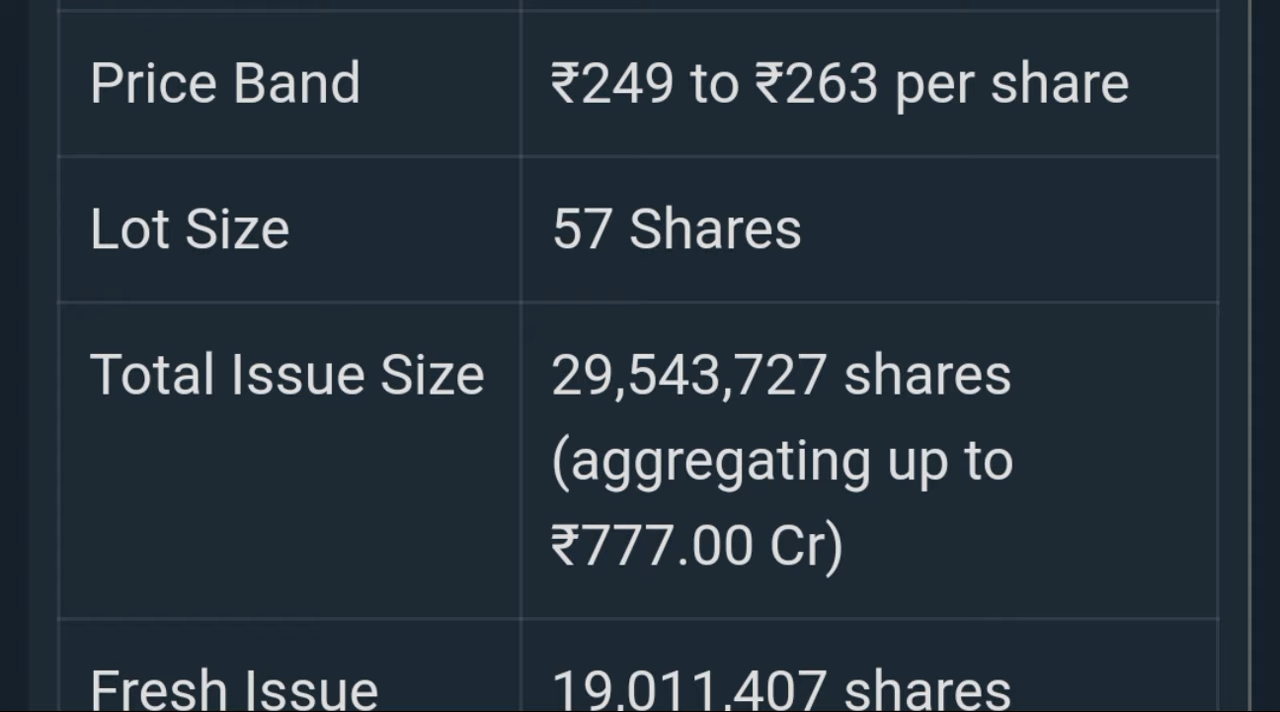 Price Band
₹249 to ₹263 per share
Lot Size
57 Shares
Total Issue Size
29,543,727 shares
(aggregating up to
₹777.00 Cr)
Fresh Issue
19,011,407 shares